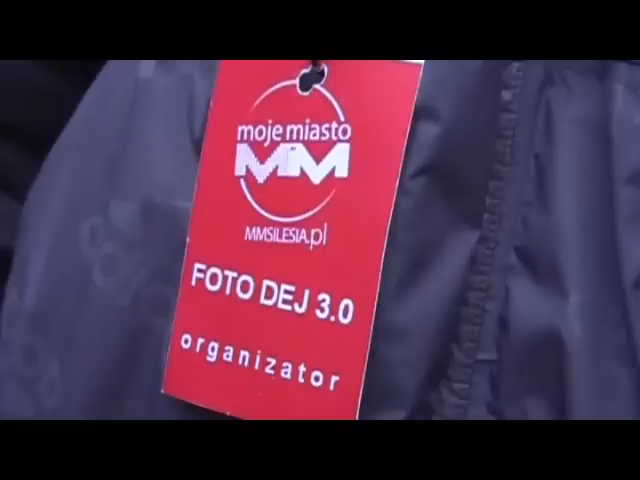 moje miasto
MM
MMSILESIA.pl
FOTO DEJ 3.0
organizator